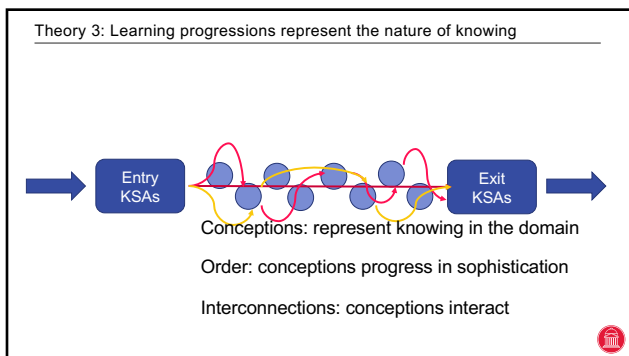 Theory 3: Learning progressions represent the nature of knowing
Entry
KSAs
Exit
KSAs
Conceptions: represent knowing in the domain
Order: conceptions progress in sophistication
Interconnections: conceptions interact